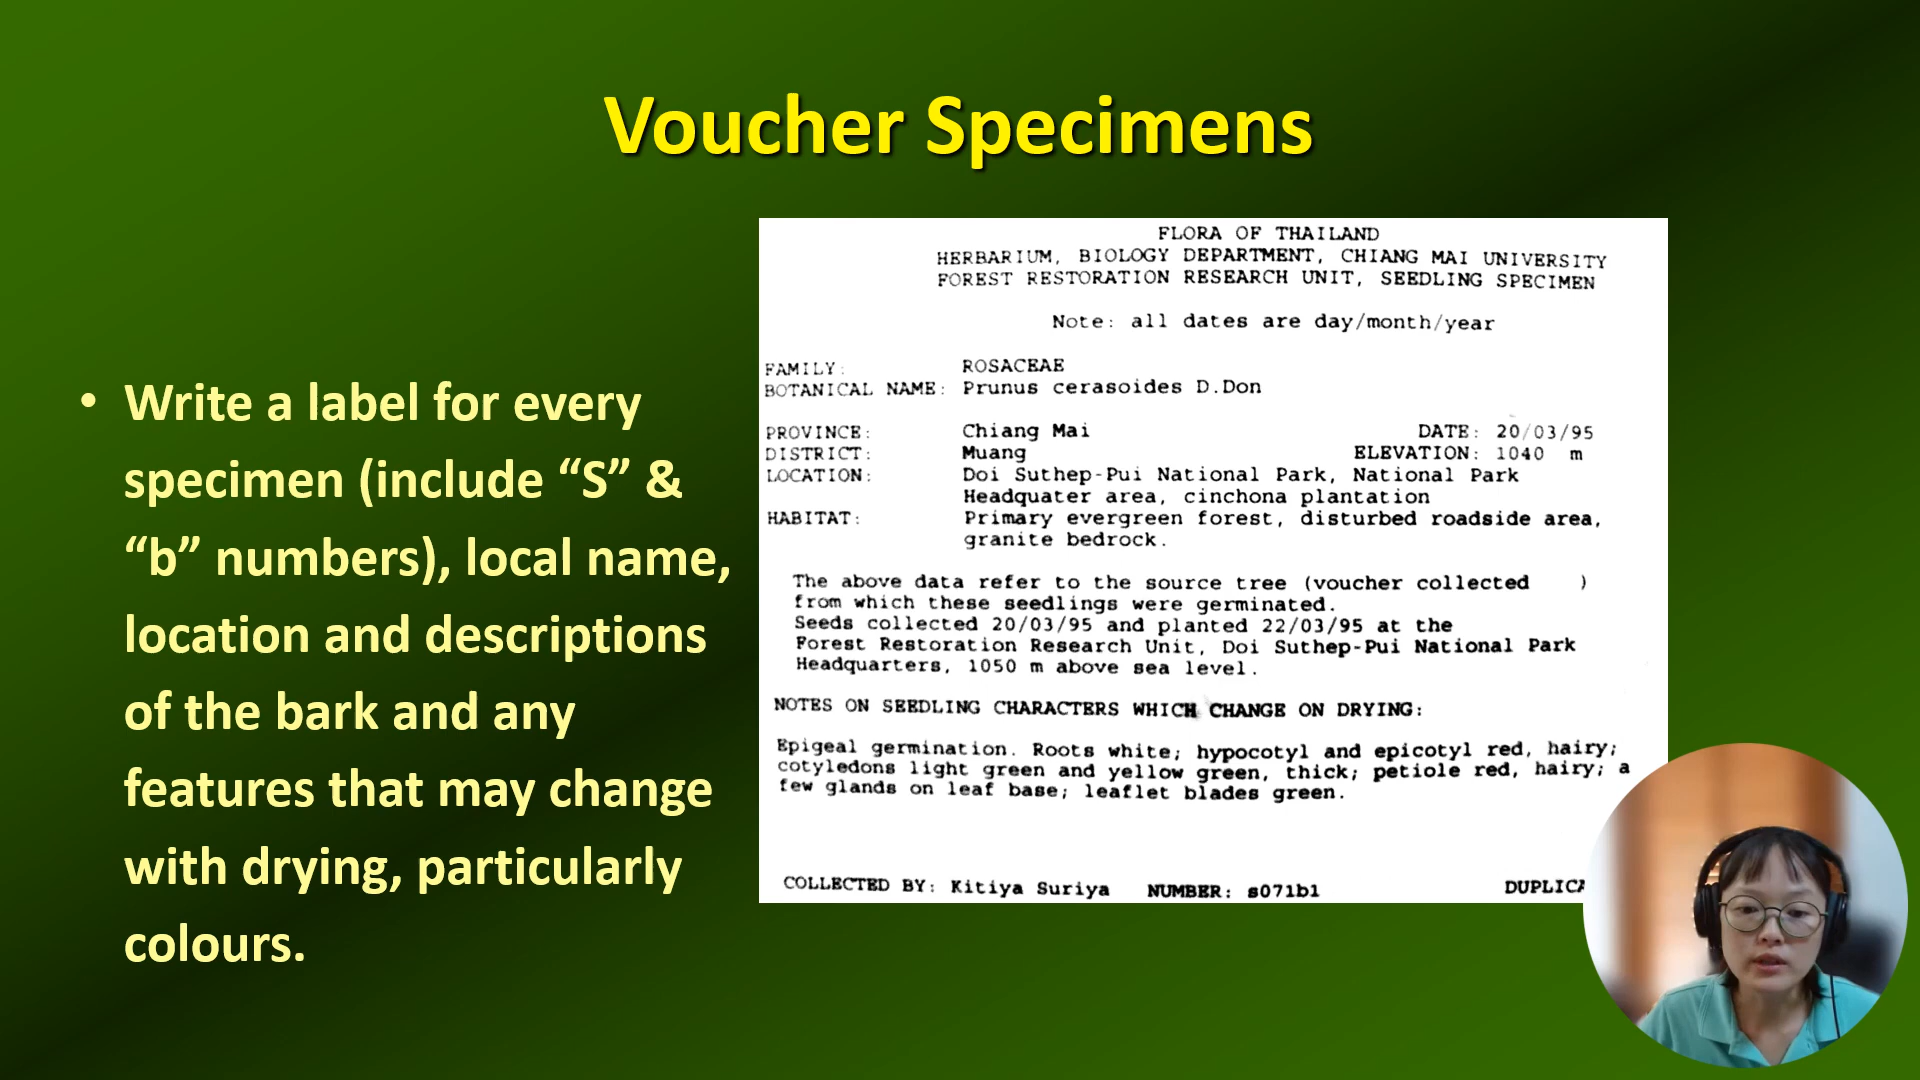 Voucher Specimens
• Write a label for every
specimen (include “S” &
“b” numbers), local name,
location and descriptions
of the bark and any
features that may change
with drying, particularly
colours.
FLORA OF THAILAND
HERBARIUM, BIOLOGY DEPARTMENT, CHIANG MAI UNIVERSITY
FOREST RESTORATION RESEARCH UNIT, SEEDLING SPECIMEN
Note: all dates are day/month/year
FAMILY: ROSACEAE
BOTANICAL NAME: Prunus cerasoides D.Don
PROVINCE: Chiang Mai DATE: 20/03/95
DISTRICT: Muang ELEVATION: 1040 m
LOCATION: Doi Suthep-Pui National Park, National Park
Headquater area, cinchona plantation
HABITAT: Primary evergreen forest, disturbed roadside area,
granite bedrock.
The above data refer to the source tree (voucher collected )
from which these seedlings were germinated.
Seeds collected 20/03/95 and planted 22/03/95 at the
Forest Restoration Research Unit, Doi Suthep-Pui National Park
Headquarters, 1050 m above sea level.
NOTES ON SEEDLING CHARACTERS WHICH CHANGE ON DRYING:
Epigeal germination. Roots white; hypocotyl and epicotyl red, hairy;
cotyledons light green and yellow green, thick; petiole red, hairy; a
few glands on leaf base; leaflet blades green.
COLLECTED BY: Kitiya Suriya NUMBER: s071b1